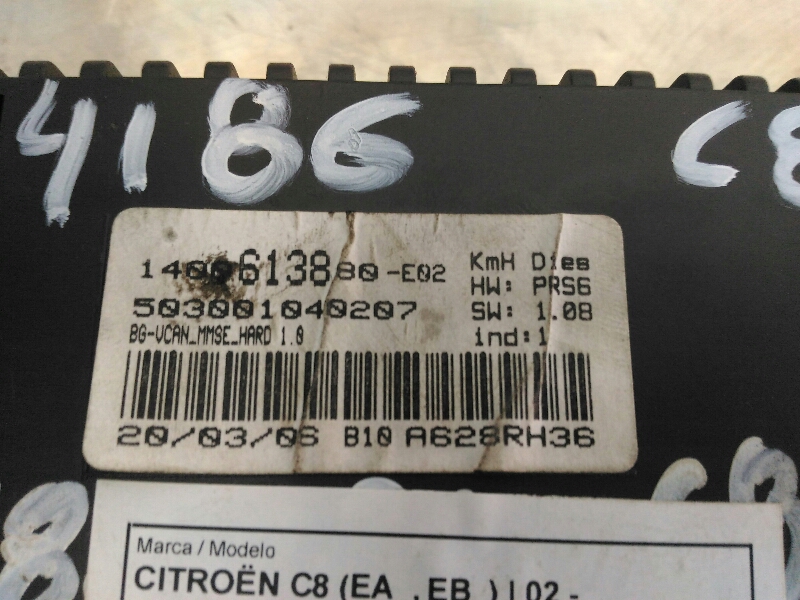 4186 C8
1400613880-E02 KmH Dies
HW: PRS6
503001040207 SW: 1.08
BG-VCAN_MMSE_HARD 1.0 ind:1
20/03/06 B10 A628RH36
Marca / Modelo
CITROËN C8 (EA_, EB_) | 02 -